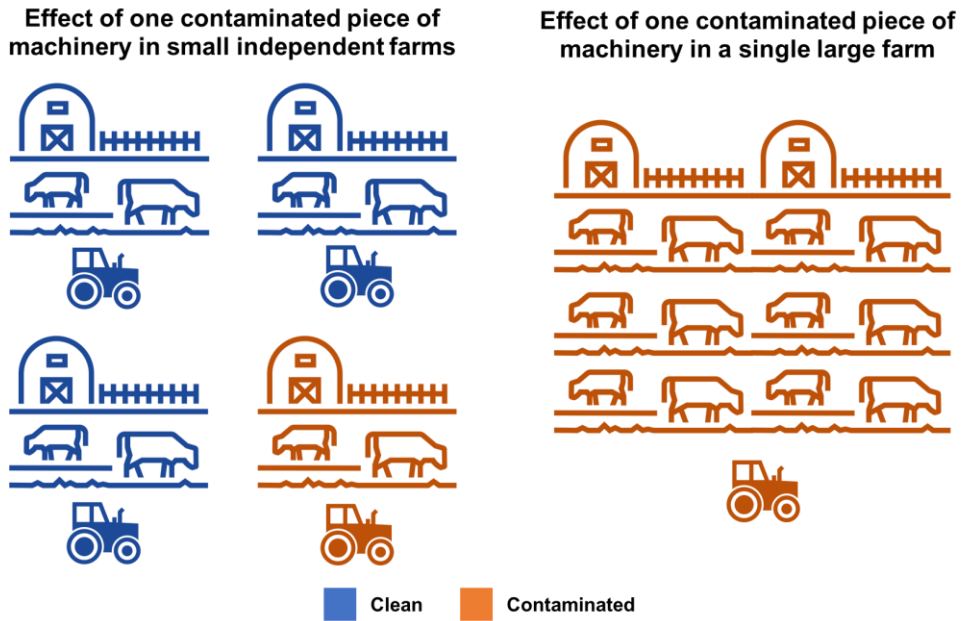 Effect of one contaminated piece of
machinery in small independent farms
Effect of one contaminated piece of
machinery in a single large farm
Clean
Contaminated